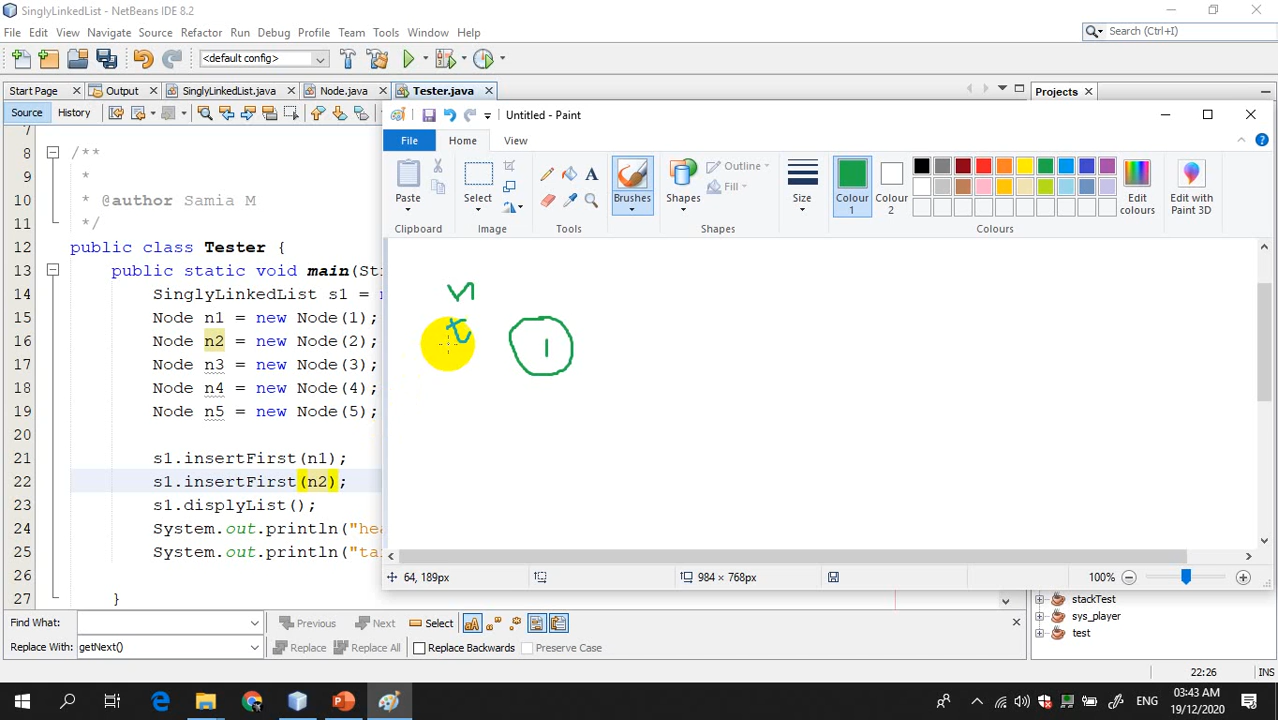 SinglyLinkedList - NetBeans IDE 8.2
File Edit View Navigate Source Refactor Run Debug Profile Team Tools Window Help
Search (Ctrl+I)
<default config>
Start Page Output SinglyLinkedList.java Node.java Tester.java
Projects
Source History
Untitled - Paint
File Home View
Paste
Select
Brushes
Shapes
Outline
Fill
Size
Colour
1
Colour
2
Edit
colours
Edit with
Paint 3D
Clipboard Image Tools Shapes Colours
7
8 /**
9 *
10 * @author Samia M
11 */
12 public class Tester {
13 public static void main(St
14 SinglyLinkedList s1 = n
15 Node n1 = new Node(1);
16 Node n2 = new Node(2);
17 Node n3 = new Node(3);
18 Node n4 = new Node(4);
19 Node n5 = new Node(5);
20
21 s1.insertFirst(n1);
22 s1.insertFirst(n2);
23 s1.displyList();
24 System.out.println("hea
25 System.out.println("tai
26
27 }
t
1
64, 189px
984 × 768px
100%
stackTest
sys_player
test
Find What: Previous Next Select
Replace With: getNext() Replace Replace All Replace Backwards Preserve Case
22:26 INS
ENG
03:43 AM
19/12/2020